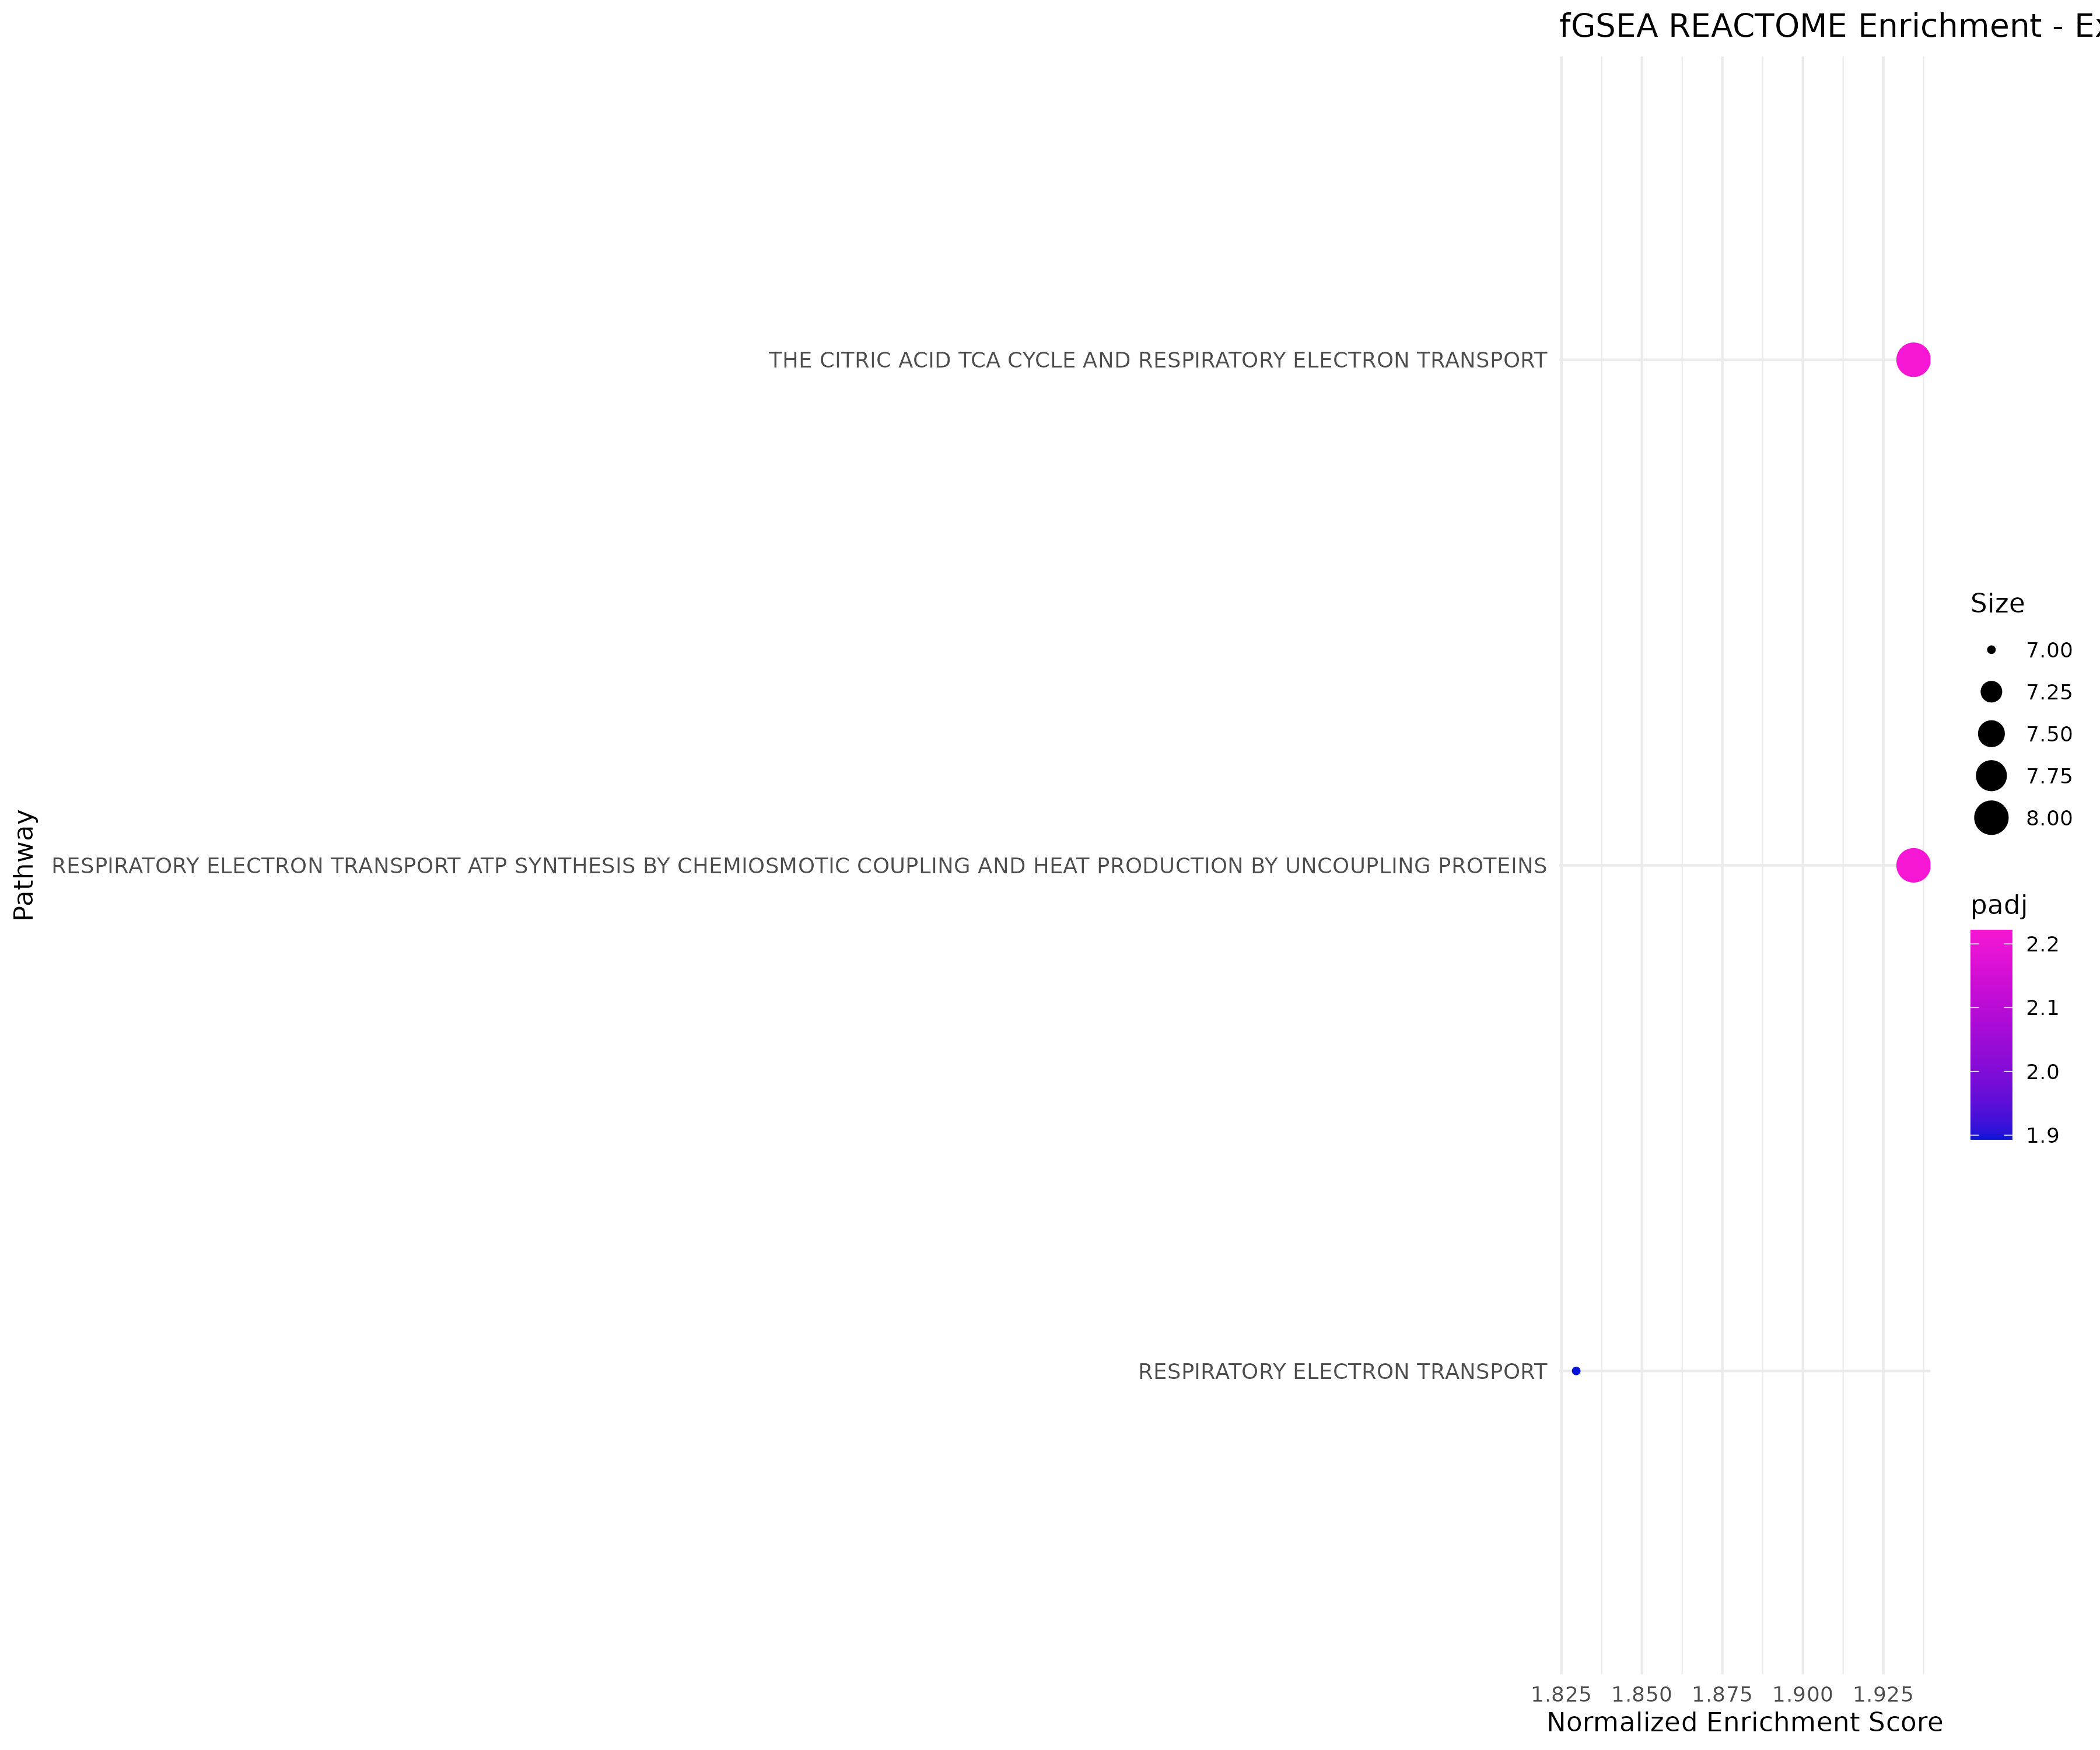 fGSEA REACTOME Enrichment - Ex
THE CITRIC ACID TCA CYCLE AND RESPIRATORY ELECTRON TRANSPORT
RESPIRATORY ELECTRON TRANSPORT ATP SYNTHESIS BY CHEMIOSMOTIC COUPLING AND HEAT PRODUCTION BY UNCOUPLING PROTEINS
RESPIRATORY ELECTRON TRANSPORT
Pathway
1.825 1.850 1.875 1.900 1.925
Normalized Enrichment Score
Size
7.00
7.25
7.50
7.75
8.00
padj
2.2
2.1
2.0
1.9